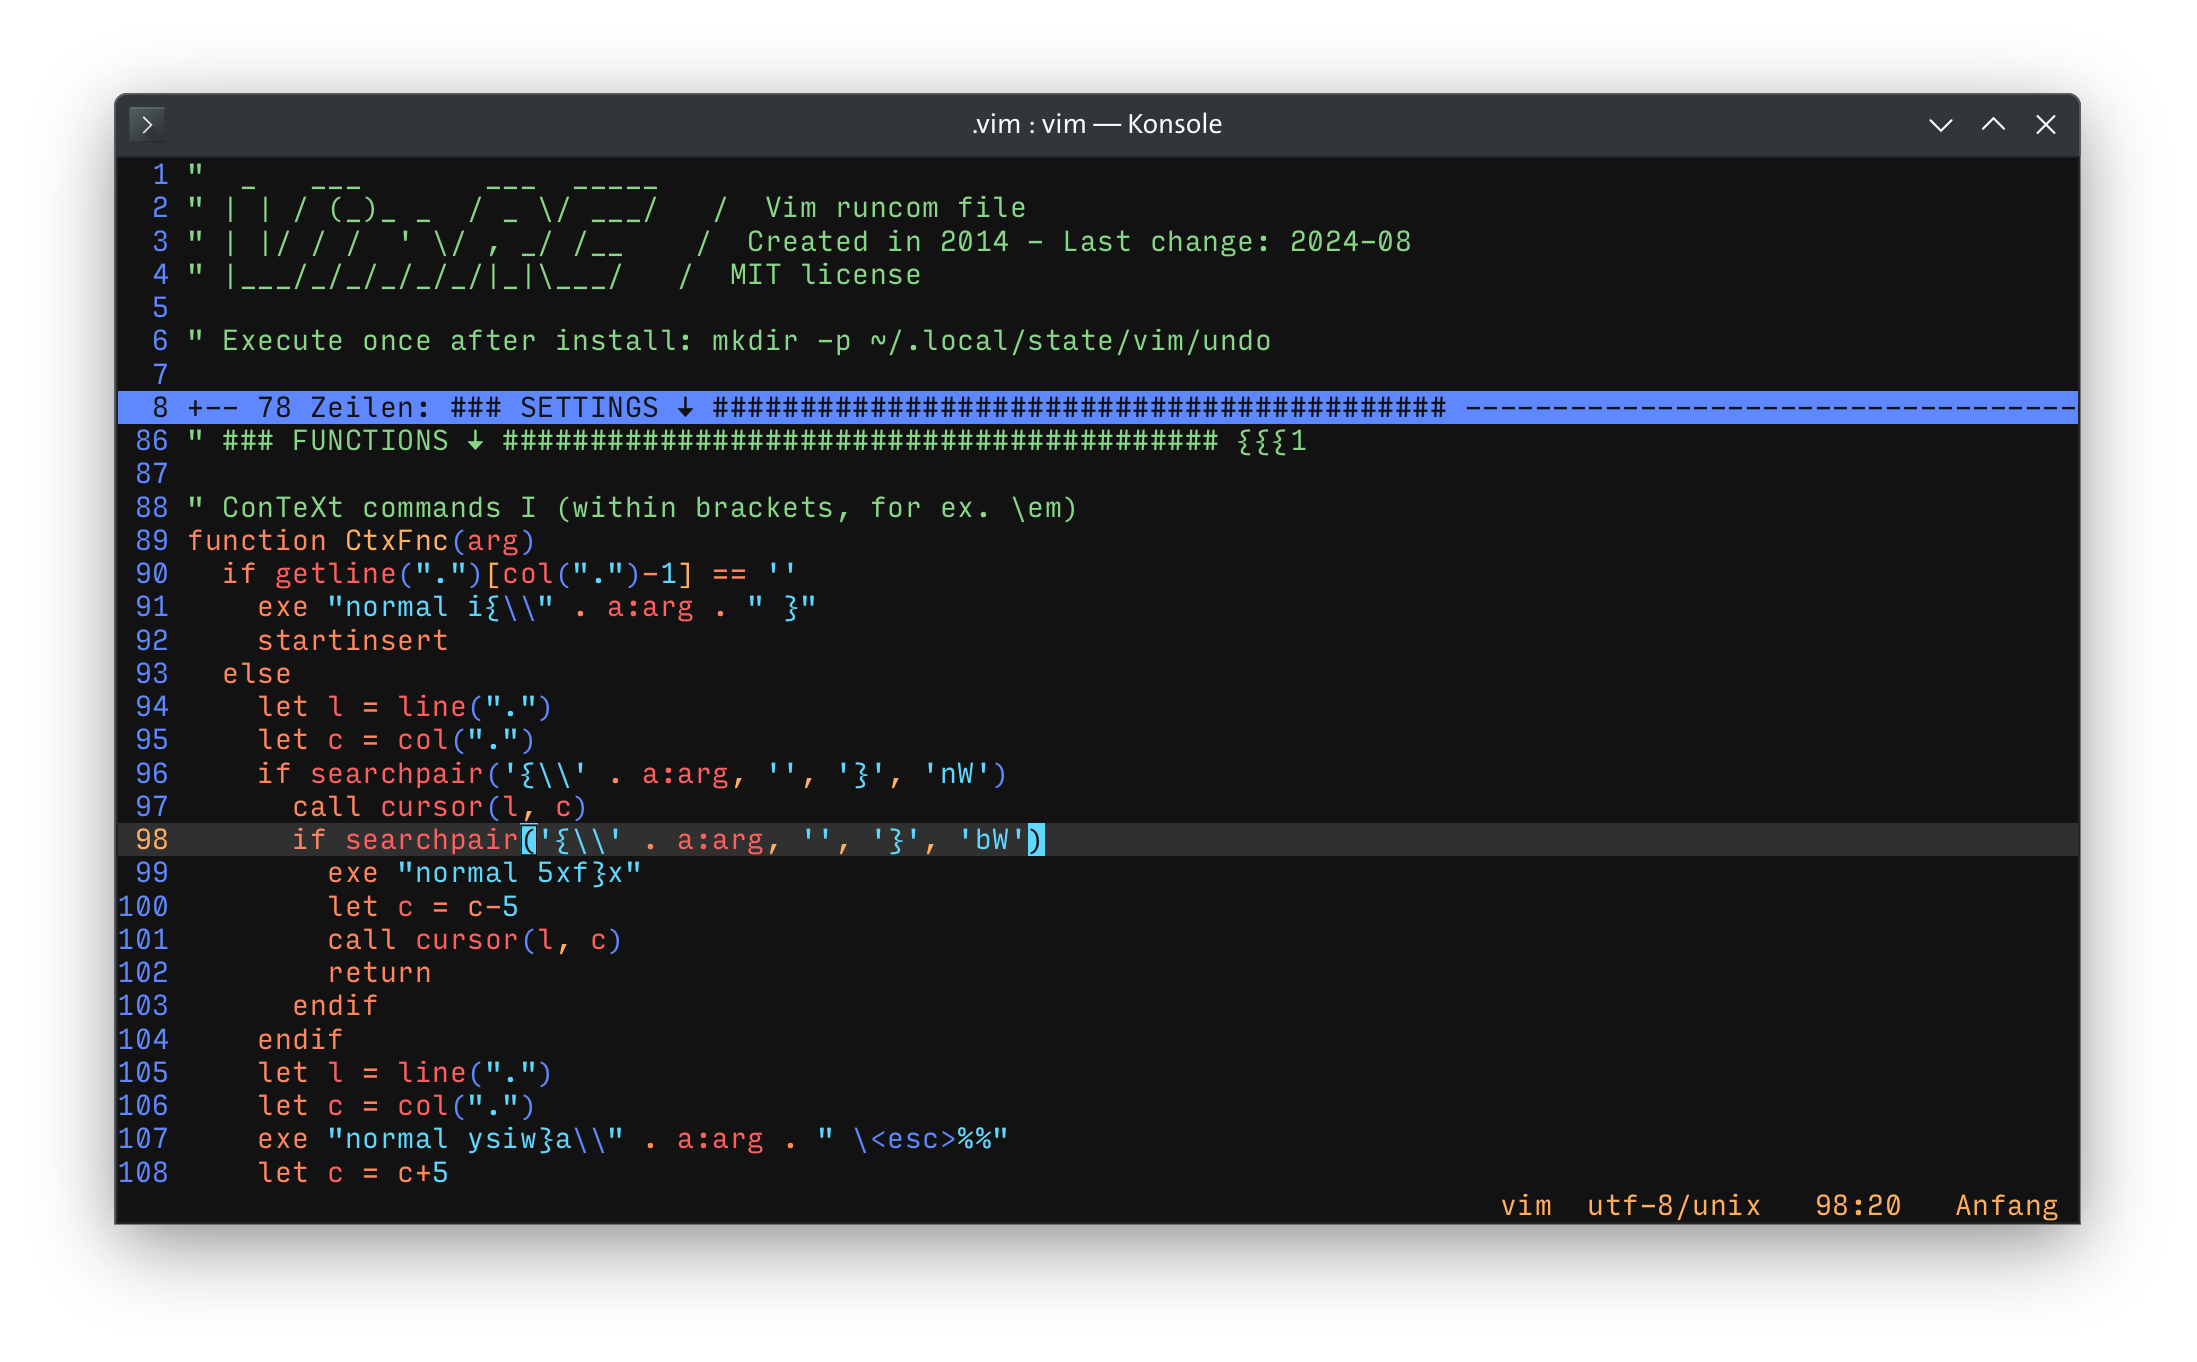 .vim : vim — Konsole
1 "  _   ___       ___  _____
2 " | | / (_)_ _  / _ \/ ___/   /  Vim runcom file
3 " | |/ / /  ' \/ , _/ /__    /  Created in 2014 - Last change: 2024-08
4 " |___/_/_/_/_/_/|_|\___/   /  MIT license
5
6 " Execute once after install: mkdir -p ~/.local/state/vim/undo
7
8 +-- 78 Zeilen: ### SETTINGS ↓ ########################################## -----------------------------------
86 " ### FUNCTIONS ↓ ######################################### {{{1
87
88 " ConTeXt commands I (within brackets, for ex. \em)
89 function CtxFnc(arg)
90   if getline(".")[col(".")-1] == ''
91     exe "normal i{\\" . a:arg . " }"
92     startinsert
93   else
94     let l = line(".")
95     let c = col(".")
96     if searchpair('{\\' . a:arg, '', '}', 'nW')
97       call cursor(l, c)
98       if searchpair('{\\' . a:arg, '', '}', 'bW')
99         exe "normal 5xf}x"
100         let c = c-5
101         call cursor(l, c)
102         return
103       endif
104     endif
105     let l = line(".")
106     let c = col(".")
107     exe "normal ysiw}a\\" . a:arg . " \<esc>%%"
108     let c = c+5
vim  utf-8/unix   98:20   Anfang